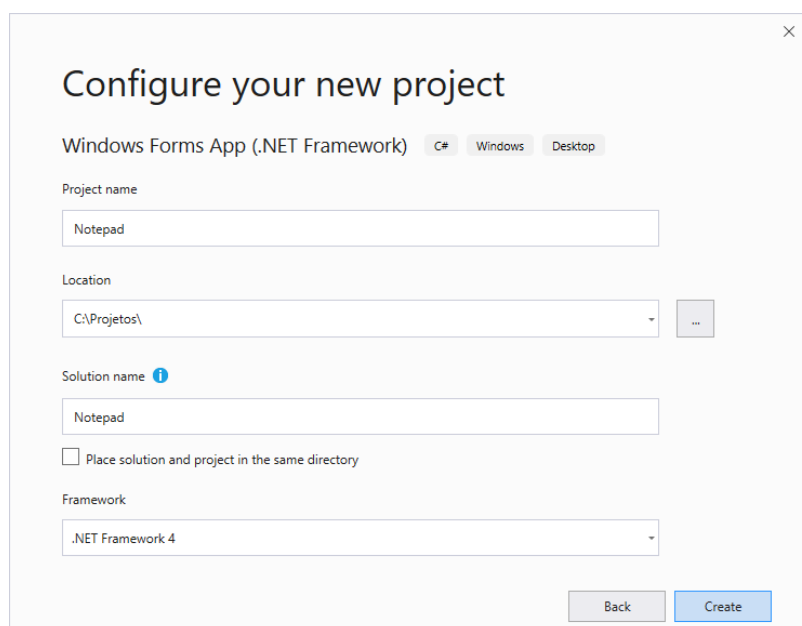 Configure your new project
Windows Forms App (.NET Framework) C# Windows Desktop
Project name
Notepad
Location
C:\Projetos\
...
Solution name
Notepad
Place solution and project in the same directory
Framework
.NET Framework 4
Back Create